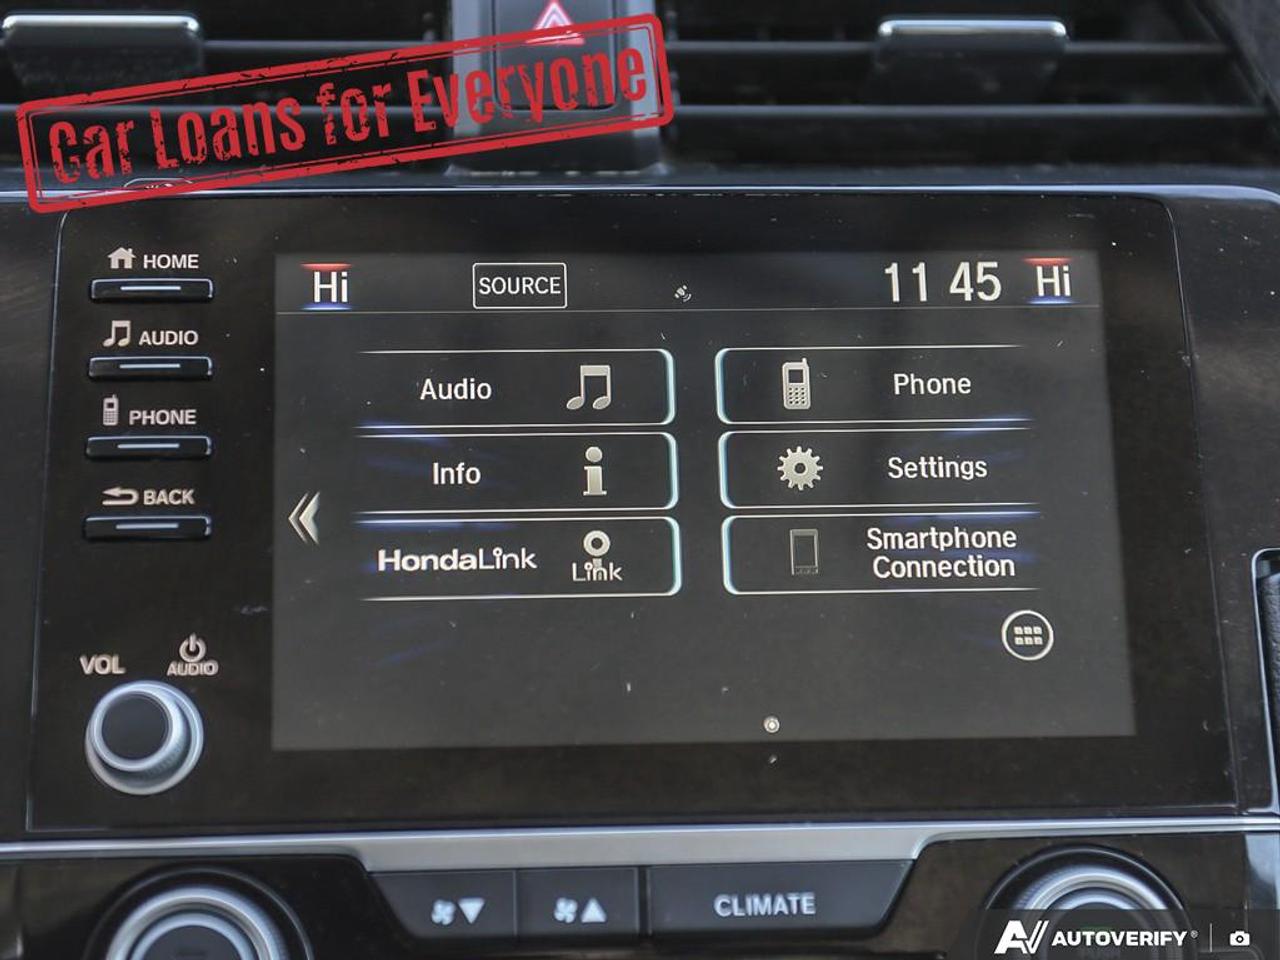 Car Loans for Everyone
HOME
AUDIO
PHONE
BACK
VOL
AUDIO
Hi
SOURCE
11 45
Hi
Audio
Phone
Info
Settings
HondaLink
Link
Smartphone
Connection
CLIMATE
AUTOVERIFY